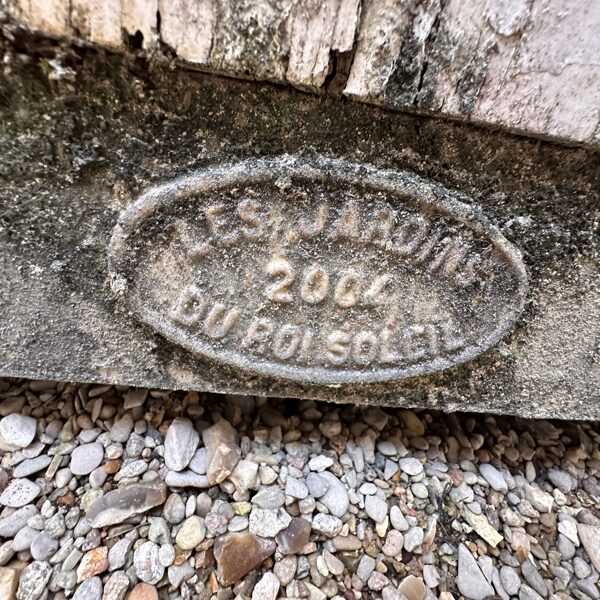 LES JARDINS
2004
DU ROI SOLEIL